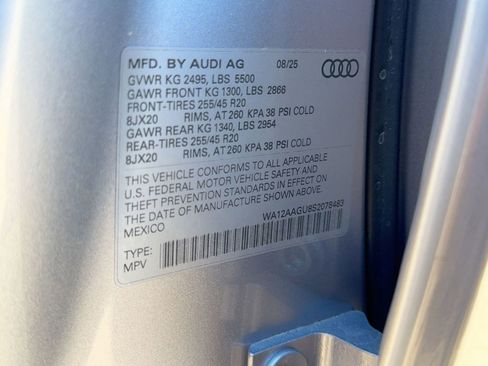 MFD. BY AUDI AG 08/25
GVWR KG 2495, LBS 5500
GAWR FRONT KG 1300, LBS 2866
FRONT-TIRES 255/45 R20
8JX20 RIMS, AT 260 KPA 38 PSI COLD
GAWR REAR KG 1340, LBS 2954
REAR-TIRES 255/45 R20
8JX20 RIMS, AT 260 KPA 38 PSI COLD
THIS VEHICLE CONFORMS TO ALL APPLICABLE
U.S. FEDERAL MOTOR VEHICLE SAFETY AND
THEFT PREVENTION STANDARDS IN EFFECT ON
THE DATE OF MANUFACTURE SHOWN ABOVE.
MEXICO WA12AAGU8S2078483
TYPE:
MPV